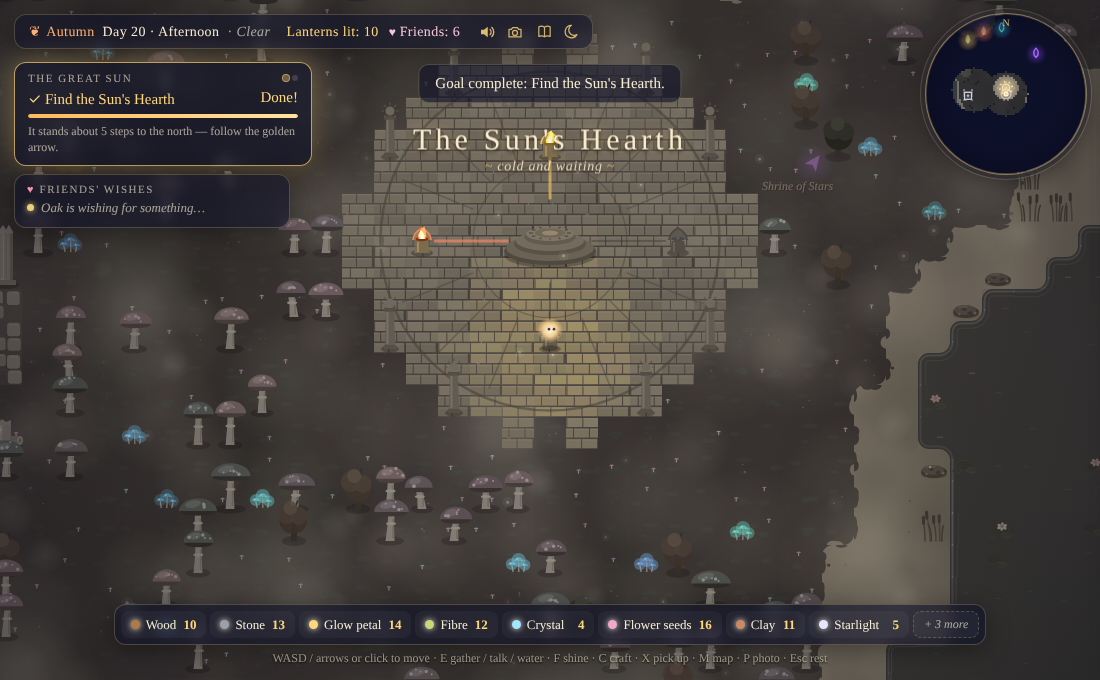 Autumn Day 20 · Afternoon · Clear Lanterns lit: 10 ♥ Friends: 6
N
THE GREAT SUN
✓ Find the Sun's Hearth Done!
It stands about 5 steps to the north — follow the golden
arrow.
♥ FRIENDS' WISHES
Oak is wishing for something…
Goal complete: Find the Sun's Hearth.
The Sun's Hearth
~ cold and waiting ~
Shrine of Stars
Wood 10 Stone 13 Glow petal 14 Fibre 12 Crystal 4 Flower seeds 16 Clay 11 Starlight 5 + 3 more
WASD / arrows or click to move · E gather / talk / water · F shine · C craft · X pick up · M map · P photo · Esc rest